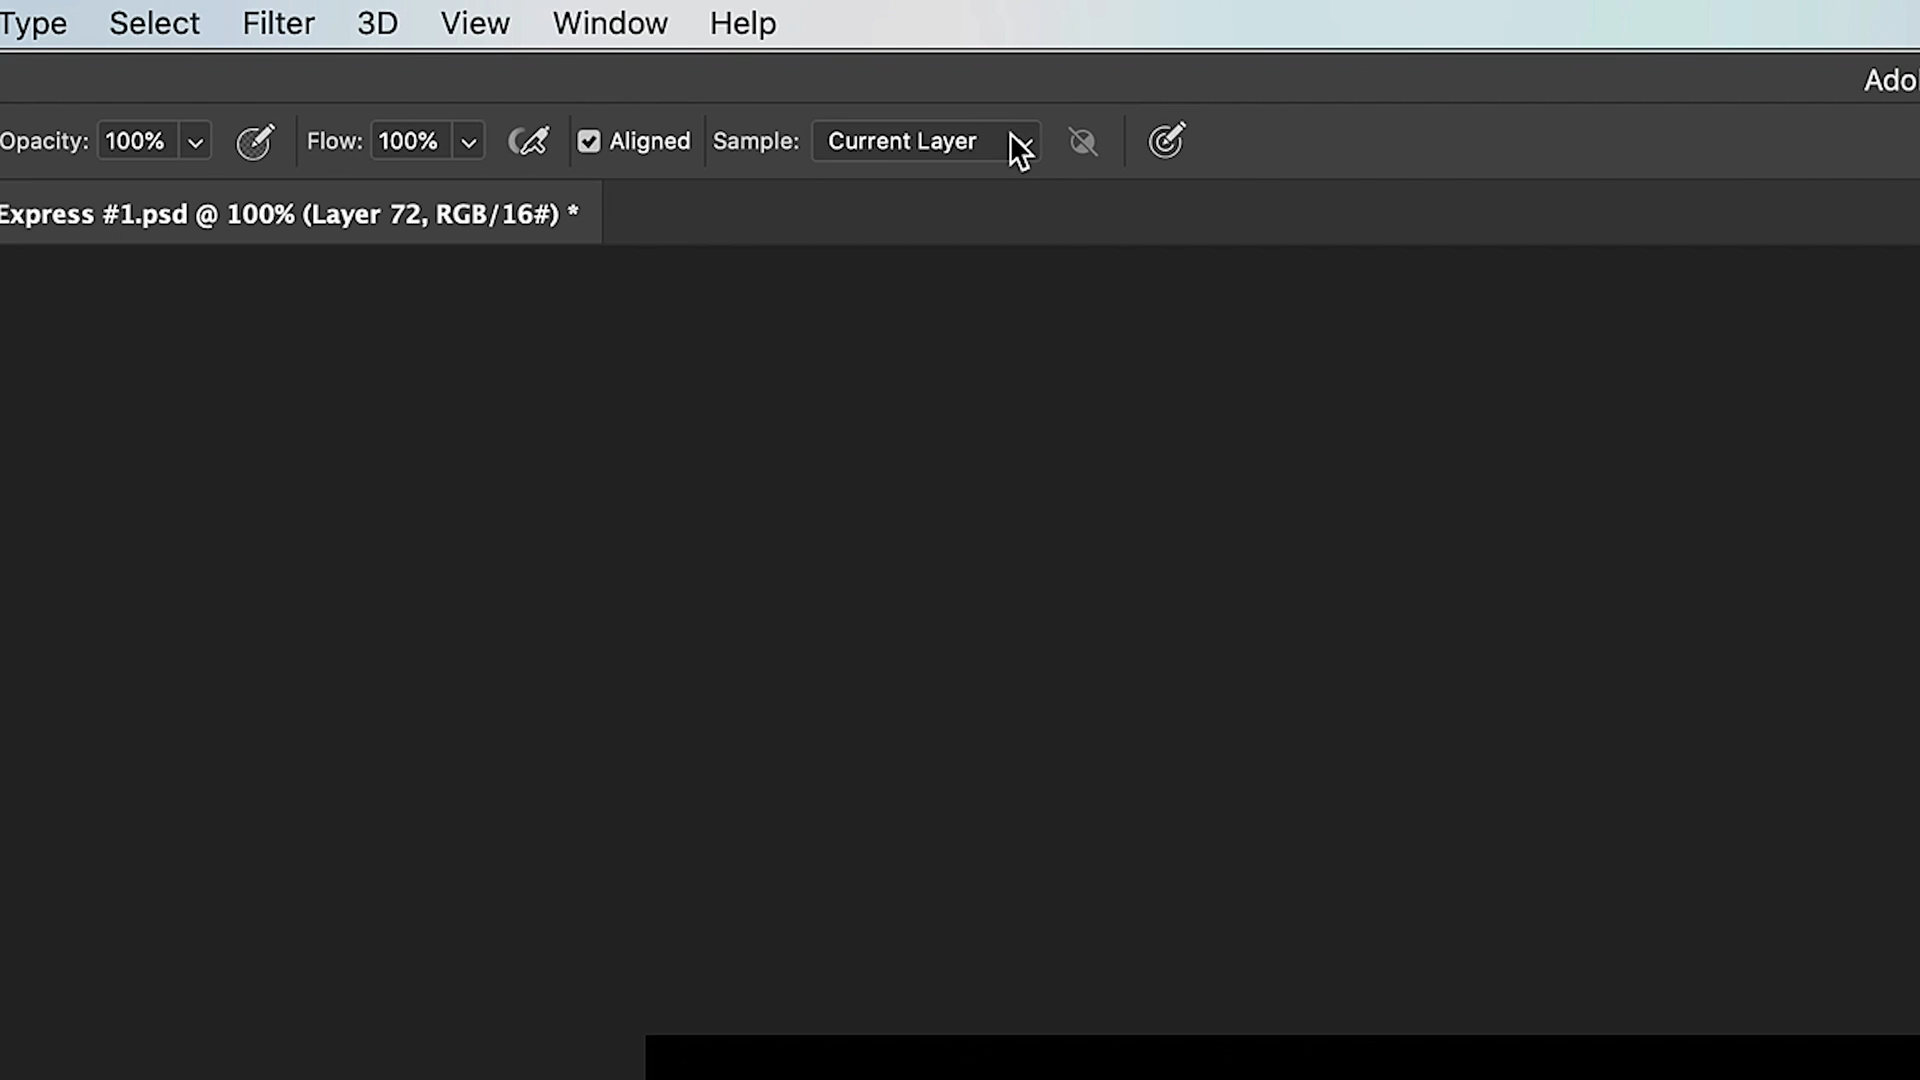 Type Select Filter 3D View Window Help
Ado
Opacity: 100% Flow: 100% Aligned Sample: Current Layer
Express #1.psd @ 100% (Layer 72, RGB/16#) *